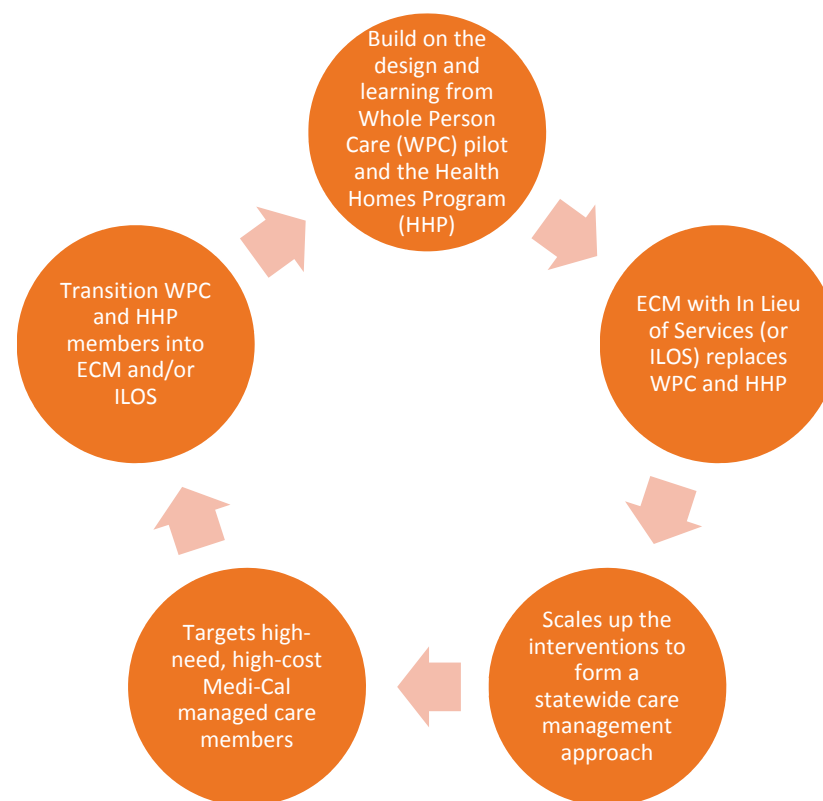 Build on the
design and
learning from
Whole Person
Care (WPC) pilot
and the Health
Homes Program
(HHP)
ECM with In Lieu
of Services (or
ILOS) replaces
WPC and HHP
Scales up the
interventions to
form a
statewide care
management
approach
Targets high-
need, high-cost
Medi-Cal
managed care
members
Transition WPC
and HHP
members into
ECM and/or
ILOS